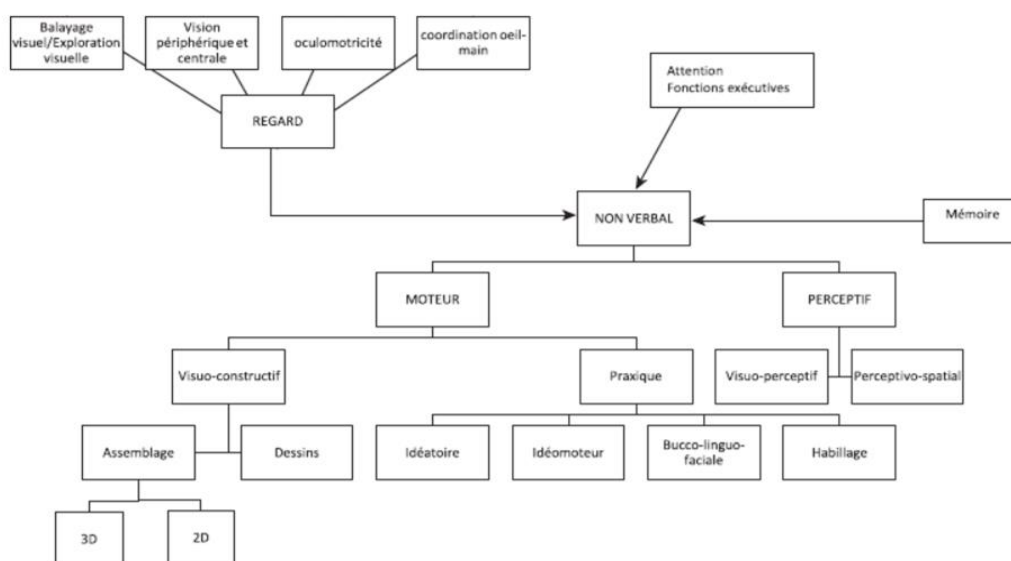 Balayage
visuel/Exploration
visuelle
Vision
périphérique et
centrale
oculomotricité
coordination oeil-
main
Attention
Fonctions exécutives
REGARD
NON VERBAL
Mémoire
MOTEUR
PERCEPTIF
Visuo-constructif
Praxique
Visuo-perceptif
Perceptivo-spatial
Assemblage
Dessins
Idéatoire
Idéomoteur
Bucco-linguo-
faciale
Habillage
3D
2D